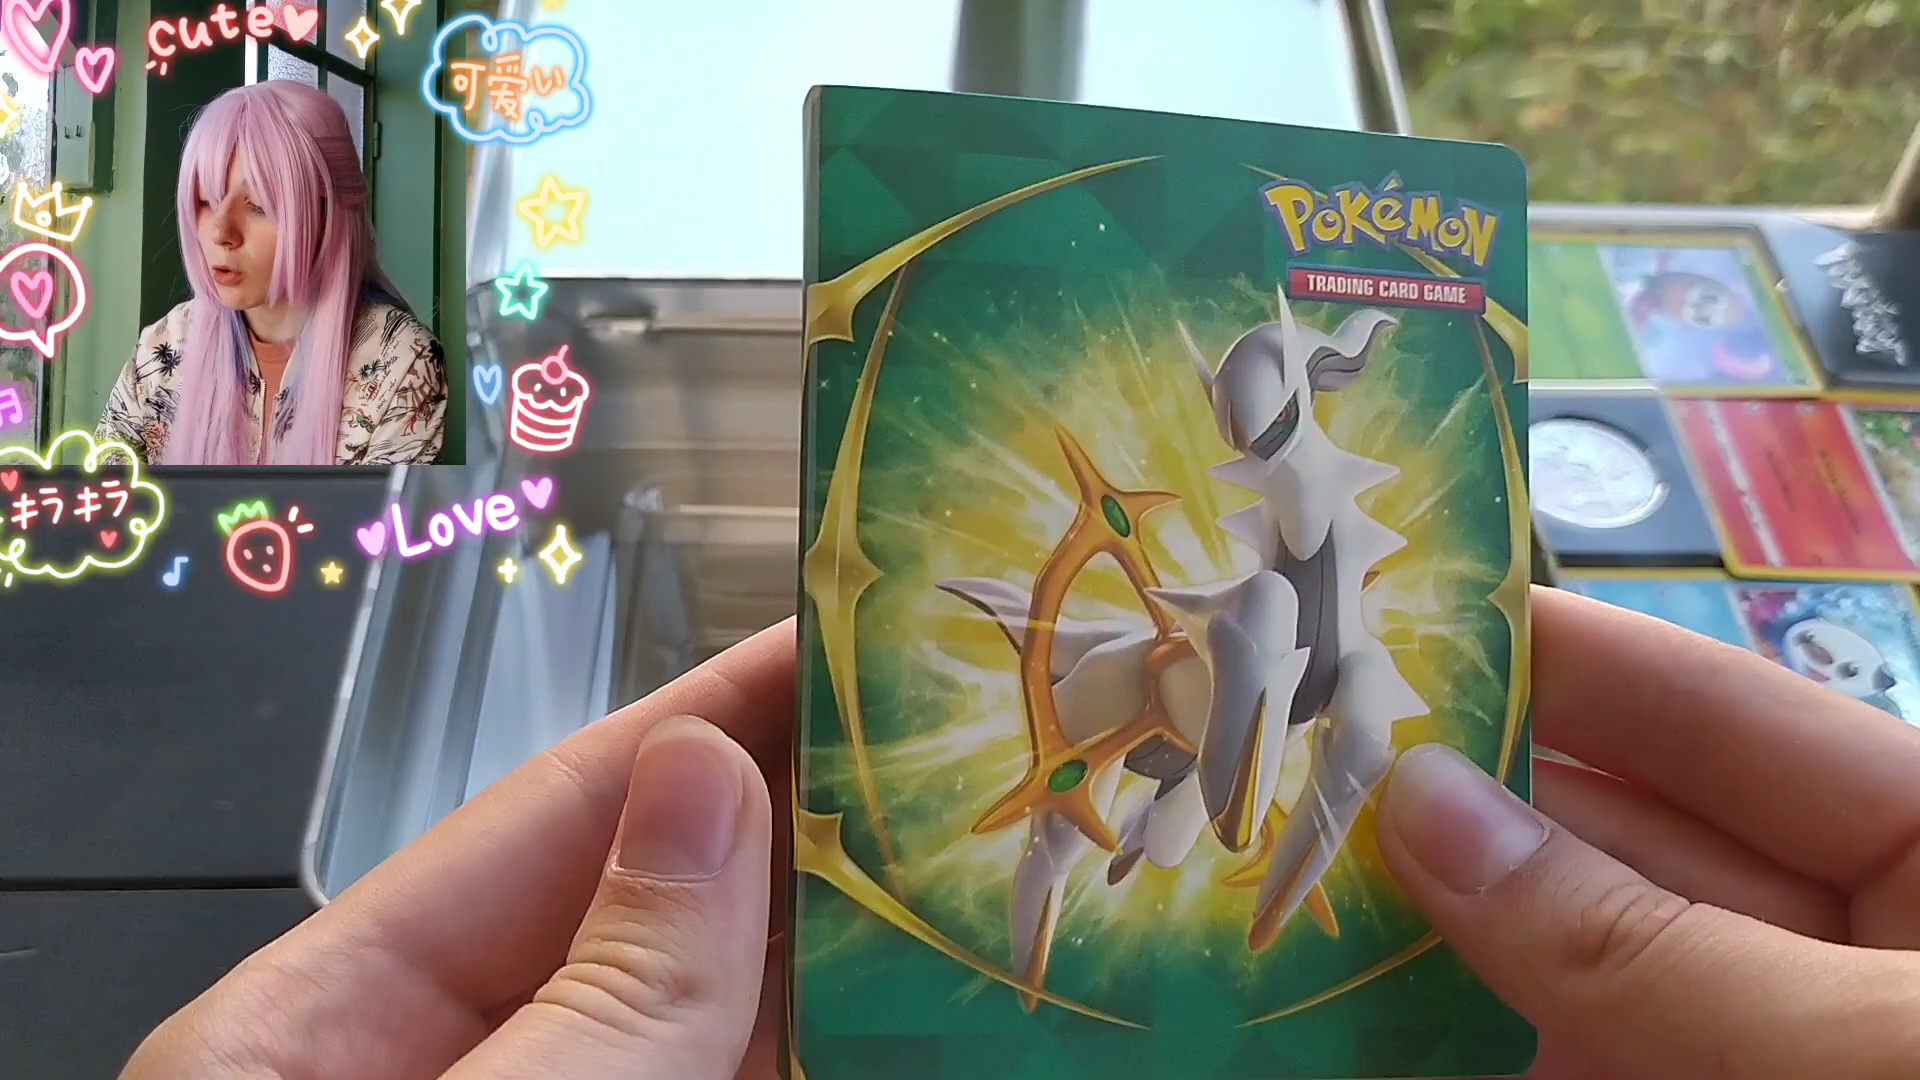 cute
可愛い
POKéMON
TRADING CARD GAME
キラキラ
Love